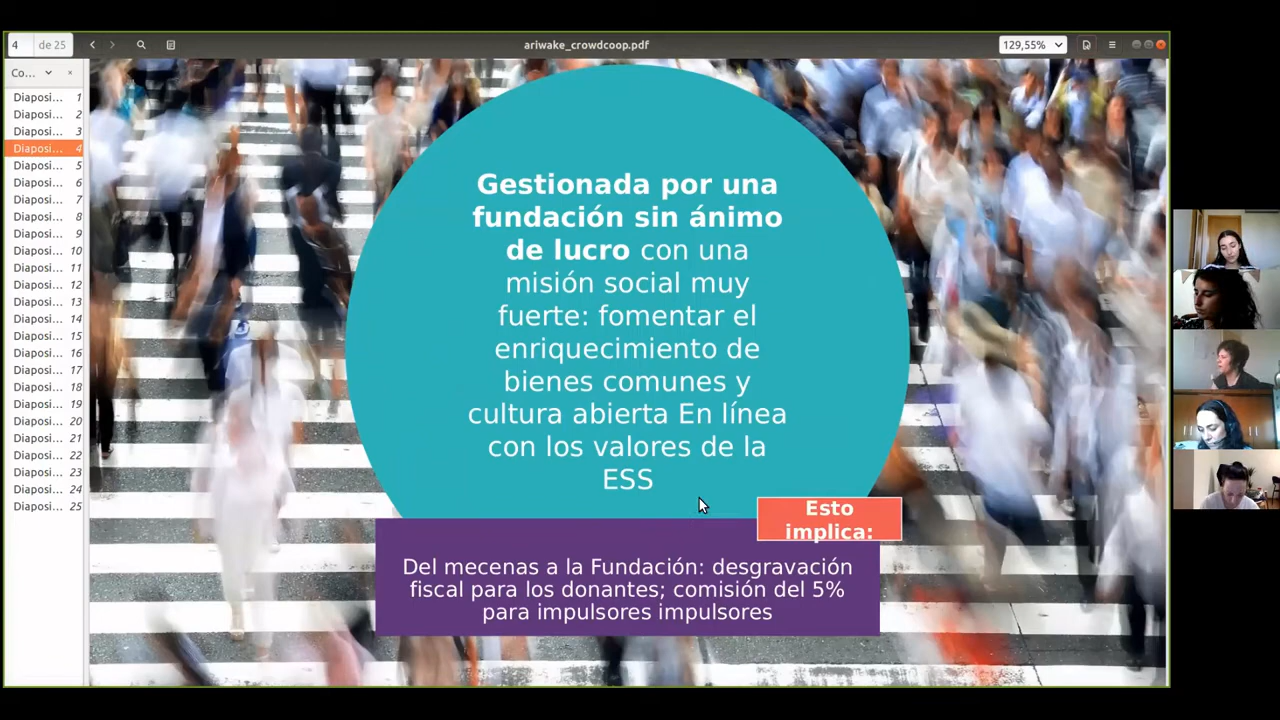 4 de 25
ariwake_crowdcoop.pdf
129,55%
Co...
Diaposi... 1
Diaposi... 2
Diaposi... 3
Diaposi... 4
Diaposi... 5
Diaposi... 6
Diaposi... 7
Diaposi... 8
Diaposi... 9
Diaposi... 10
Diaposi... 11
Diaposi... 12
Diaposi... 13
Diaposi... 14
Diaposi... 15
Diaposi... 16
Diaposi... 17
Diaposi... 18
Diaposi... 19
Diaposi... 20
Diaposi... 21
Diaposi... 22
Diaposi... 23
Diaposi... 24
Diaposi... 25
Gestionada por una
fundación sin ánimo
de lucro con una
misión social muy
fuerte: fomentar el
enriquecimiento de
bienes comunes y
cultura abierta En línea
con los valores de la
ESS
Esto
implica:
Del mecenas a la Fundación: desgravación
fiscal para los donantes; comisión del 5%
para impulsores impulsores